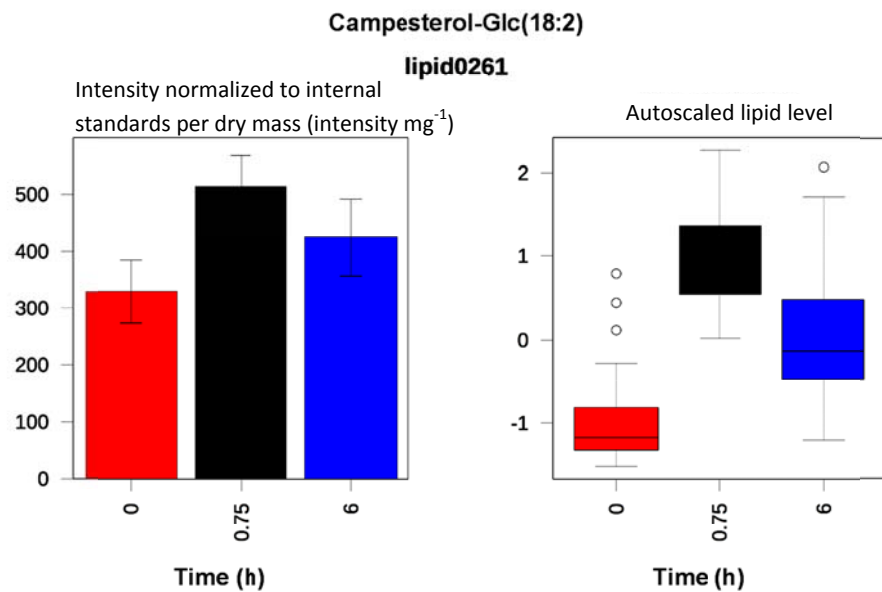 Campesterol-Glc(18:2)
lipid0261
Intensity normalized to internal
standards per dry mass (intensity mg⁻¹)
500
400
300
200
100
0
0
0.75
6
Time (h)
Autoscaled lipid level
2
1
0
-1
0
0.75
6
Time (h)